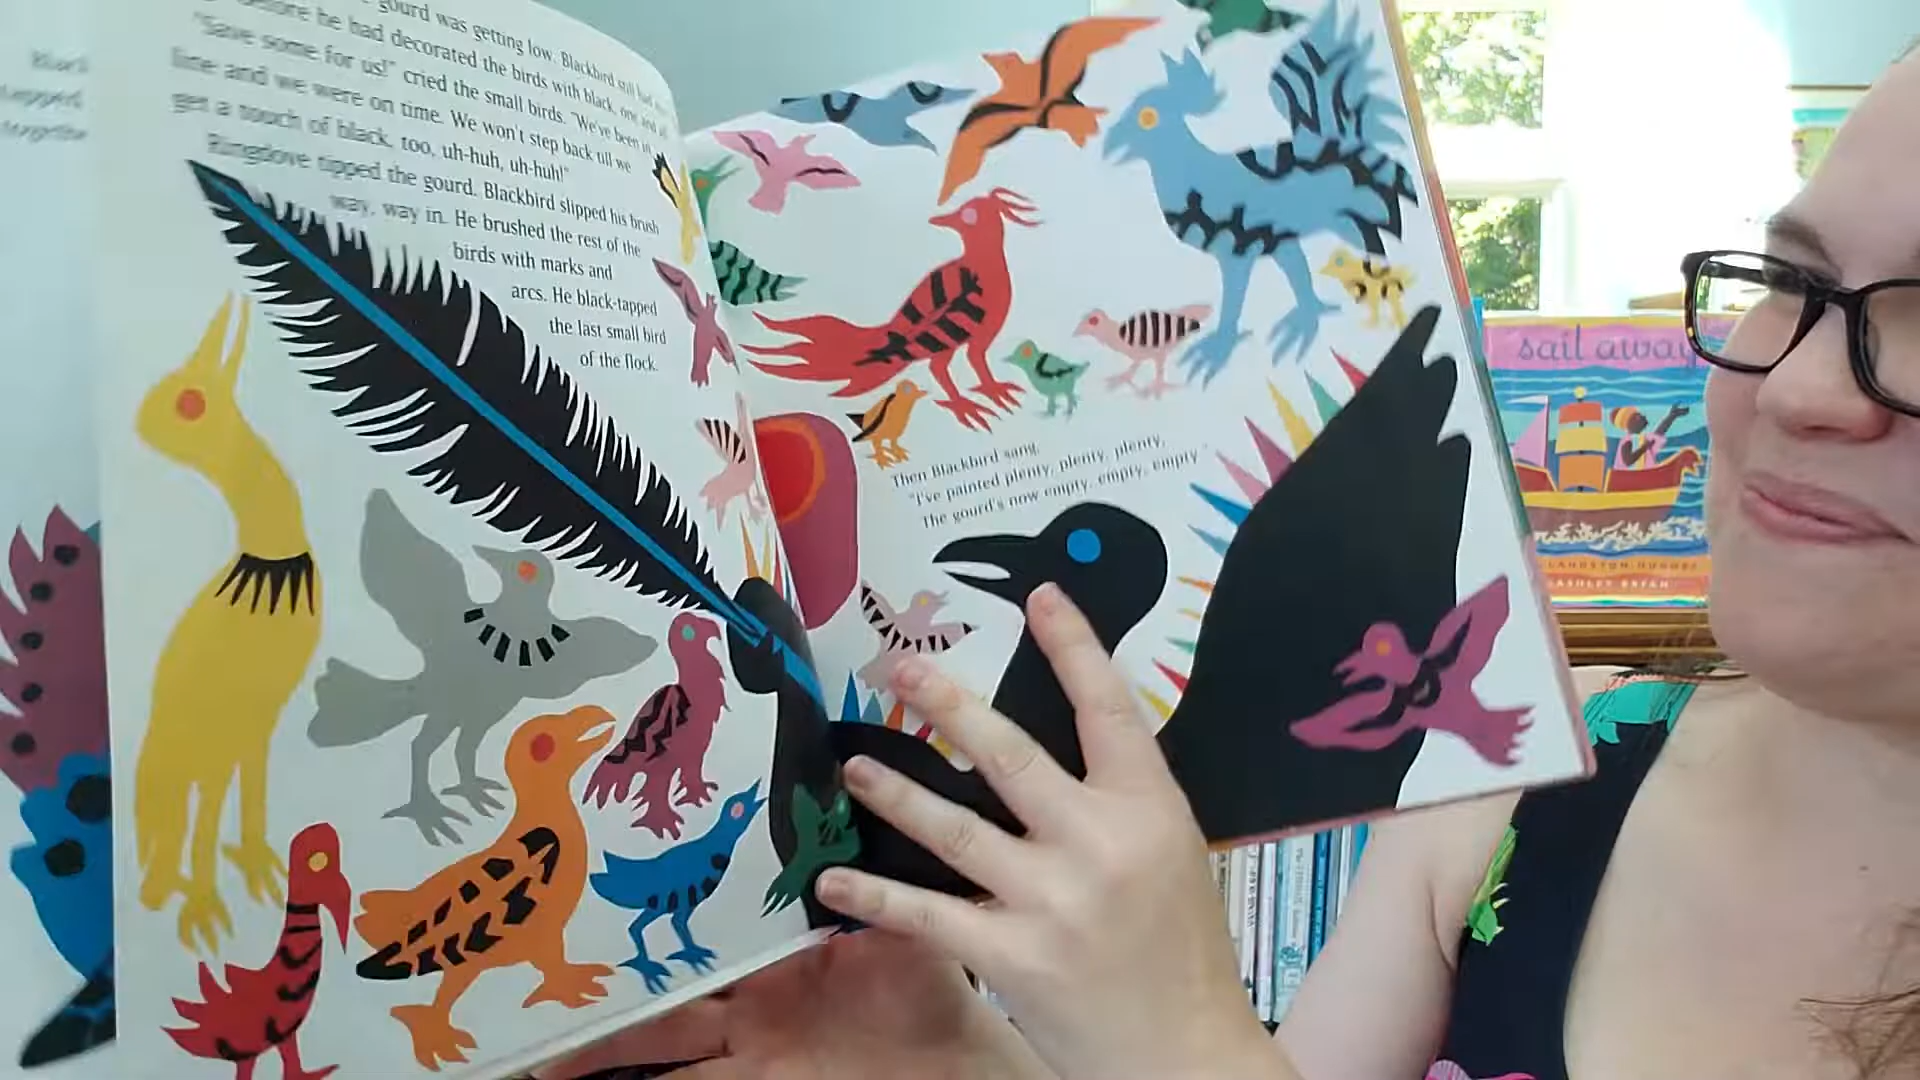 gourd was getting low. Blackbird still had
before he had decorated the birds with black, one and all
"Save some for us!" cried the small birds. "We've been in
line and we were on time. We won't step back till we
get a touch of black, too, uh-huh, uh-huh!"
Ringdove tipped the gourd. Blackbird slipped his brush
way, way in. He brushed the rest of the
birds with marks and
arcs. He black-tapped
the last small bird
of the flock.
Then Blackbird sang,
"I've painted plenty, plenty, plenty,
The gourd's now empty, empty, empty."
sail away
LANGSTON HUGHES
ASHLEY BRYAN